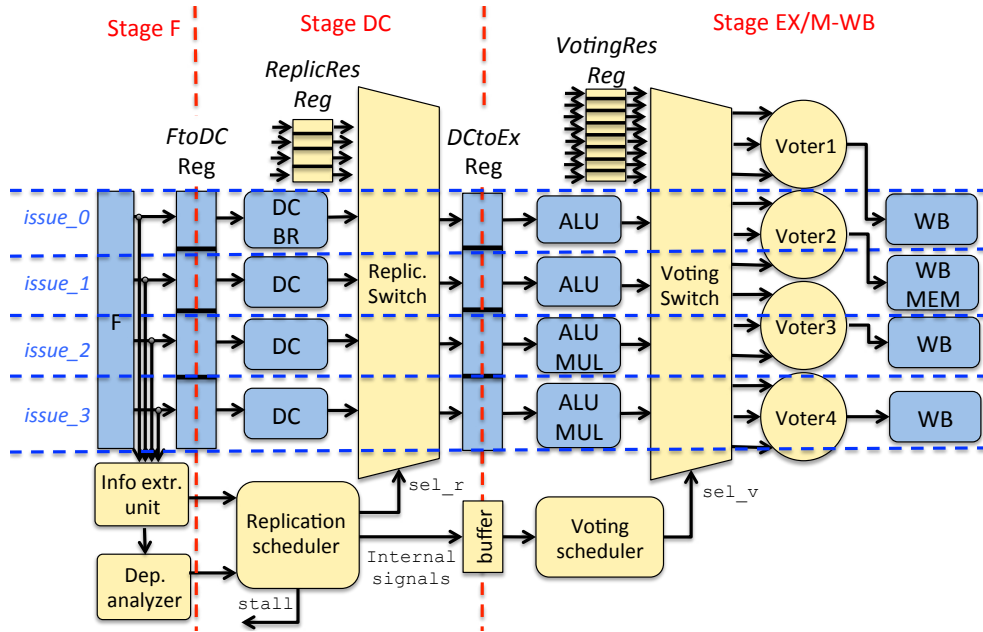 Stage F
Stage DC
Stage EX/M-WB
ReplicRes
Reg
VotingRes
Reg
FtoDC
Reg
DCtoEx
Reg
issue_0
issue_1
issue_2
issue_3
F
DC
BR
DC
DC
DC
Replic.
Switch
ALU
ALU
ALU
MUL
ALU
MUL
Voting
Switch
Voter1
Voter2
Voter3
Voter4
WB
WB
MEM
WB
WB
Info extr.
unit
Dep.
analyzer
Replication
scheduler
sel_r
Internal
signals
stall
buffer
Voting
scheduler
sel_v